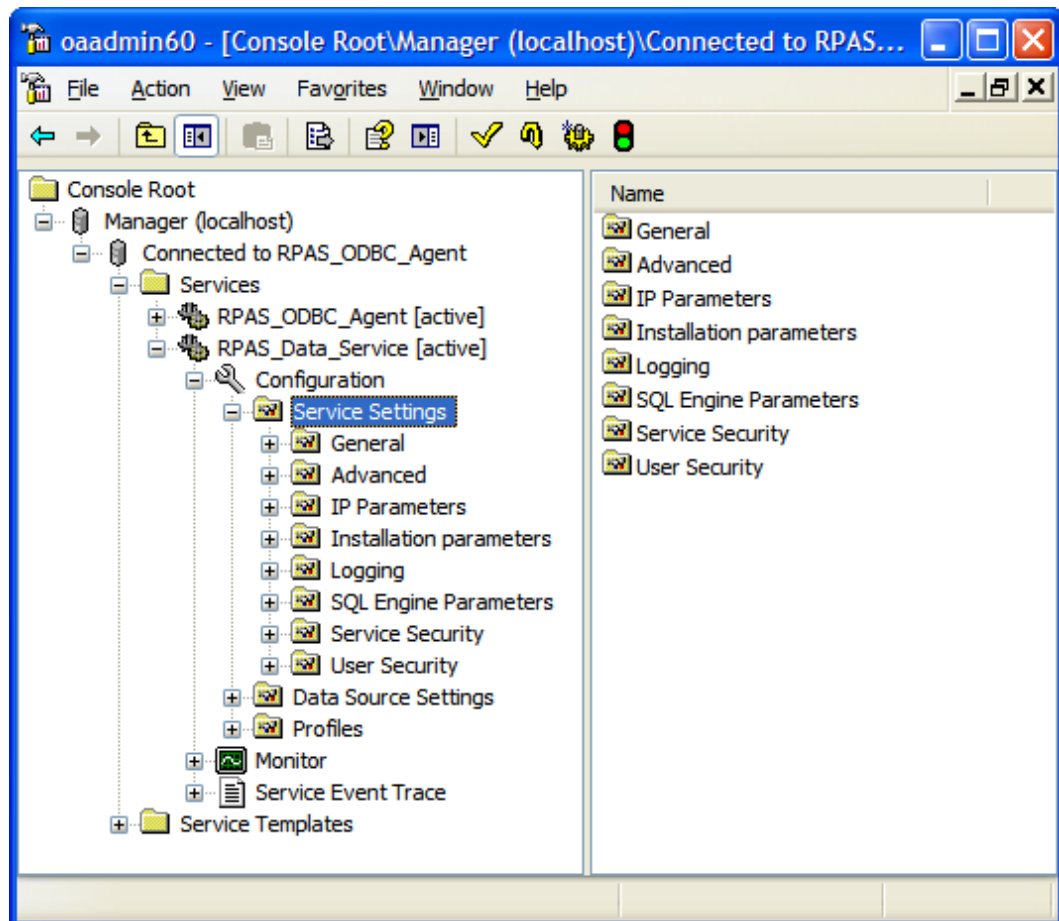 oaadmin60 - [Console Root\Manager (localhost)\Connected to RPAS...
File Action View Favorites Window Help
Console Root
Manager (localhost)
Connected to RPAS_ODBC_Agent
Services
RPAS_ODBC_Agent [active]
RPAS_Data_Service [active]
Configuration
Service Settings
General
Advanced
IP Parameters
Installation parameters
Logging
SQL Engine Parameters
Service Security
User Security
Data Source Settings
Profiles
Monitor
Service Event Trace
Service Templates
Name
General
Advanced
IP Parameters
Installation parameters
Logging
SQL Engine Parameters
Service Security
User Security